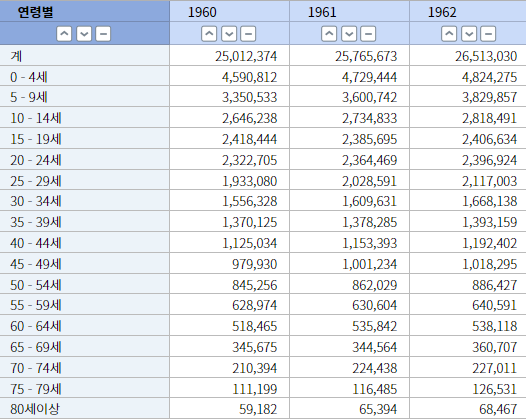 연령별 1960 1961 1962
계 25,012,374 25,765,673 26,513,030
0 - 4세 4,590,812 4,729,444 4,824,275
5 - 9세 3,350,533 3,600,742 3,829,857
10 - 14세 2,646,238 2,734,833 2,818,491
15 - 19세 2,418,444 2,385,695 2,406,634
20 - 24세 2,322,705 2,364,469 2,396,924
25 - 29세 1,933,080 2,028,591 2,117,003
30 - 34세 1,556,328 1,609,631 1,668,138
35 - 39세 1,370,125 1,378,285 1,393,159
40 - 44세 1,125,034 1,153,393 1,192,402
45 - 49세 979,930 1,001,234 1,018,295
50 - 54세 845,256 862,029 886,427
55 - 59세 628,974 630,604 640,591
60 - 64세 518,465 535,842 538,118
65 - 69세 345,675 344,564 360,707
70 - 74세 210,394 224,438 227,011
75 - 79세 111,199 116,485 126,531
80세이상 59,182 65,394 68,467